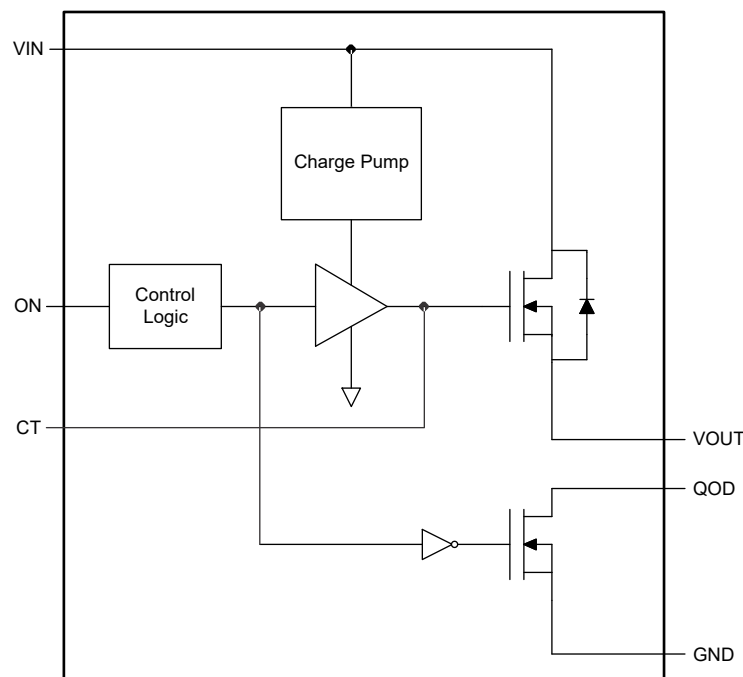 VIN
Charge Pump
ON
Control
Logic
CT
VOUT
QOD
GND